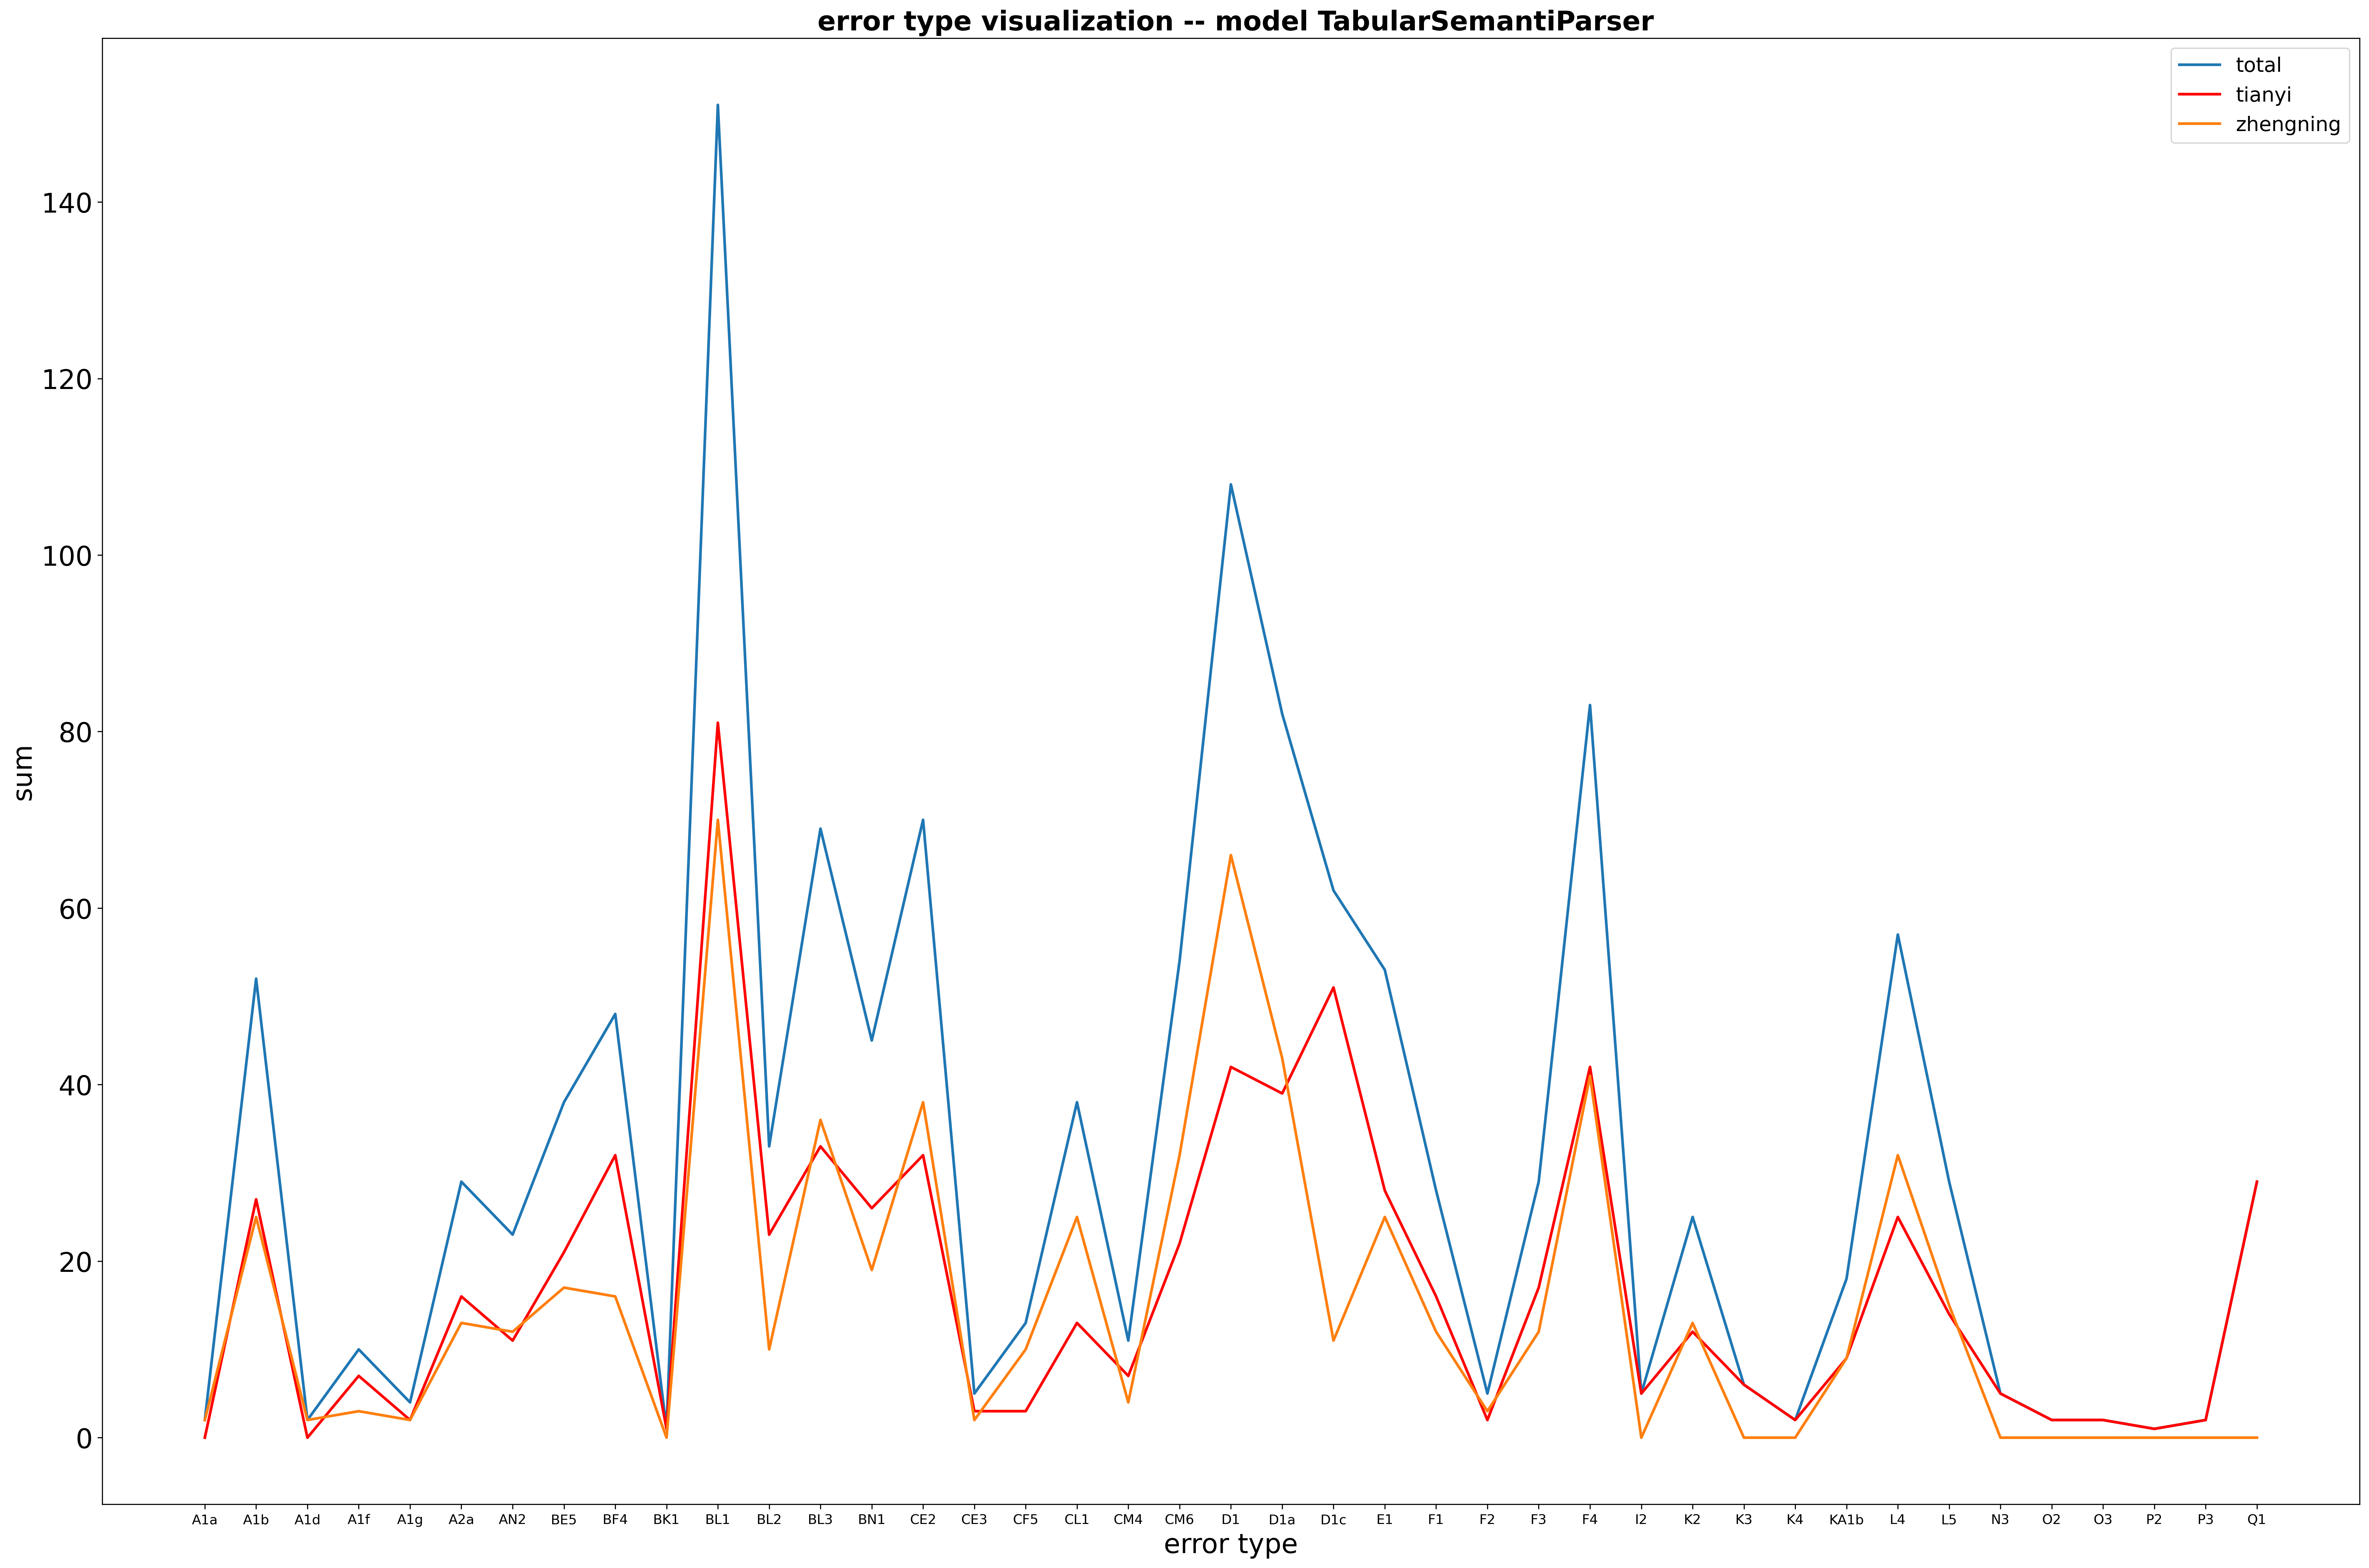 error type visualization -- model TabularSemantiParser
total
tianyi
zhengning
140
120
100
80
60
40
20
0
sum
A1a A1b A1d A1f A1g A2a AN2 BE5 BF4 BK1 BL1 BL2 BL3 BN1 CE2 CE3 CF5 CL1 CM4 CM6 D1 D1a D1c E1 F1 F2 F3 F4 I2 K2 K3 K4 KA1b L4 L5 N3 O2 O3 P2 P3 Q1
error type